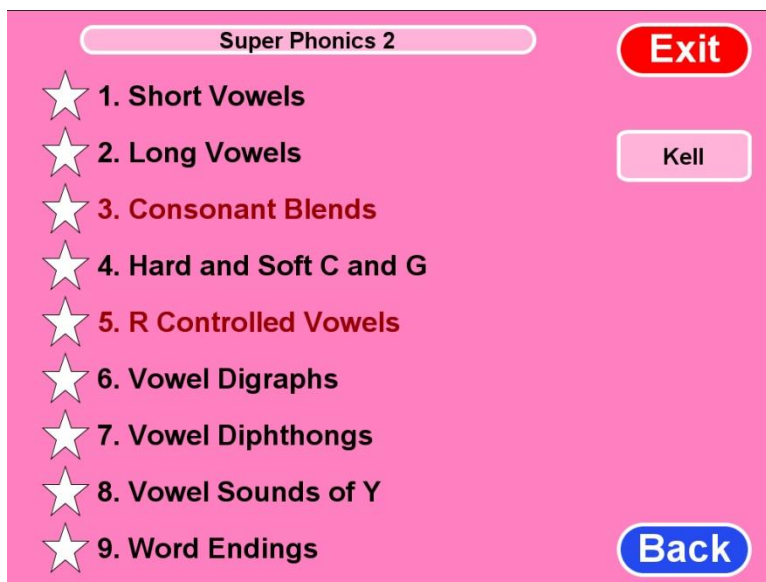 Super Phonics 2
Exit
1. Short Vowels
2. Long Vowels
Kell
3. Consonant Blends
4. Hard and Soft C and G
5. R Controlled Vowels
6. Vowel Digraphs
7. Vowel Diphthongs
8. Vowel Sounds of Y
9. Word Endings
Back